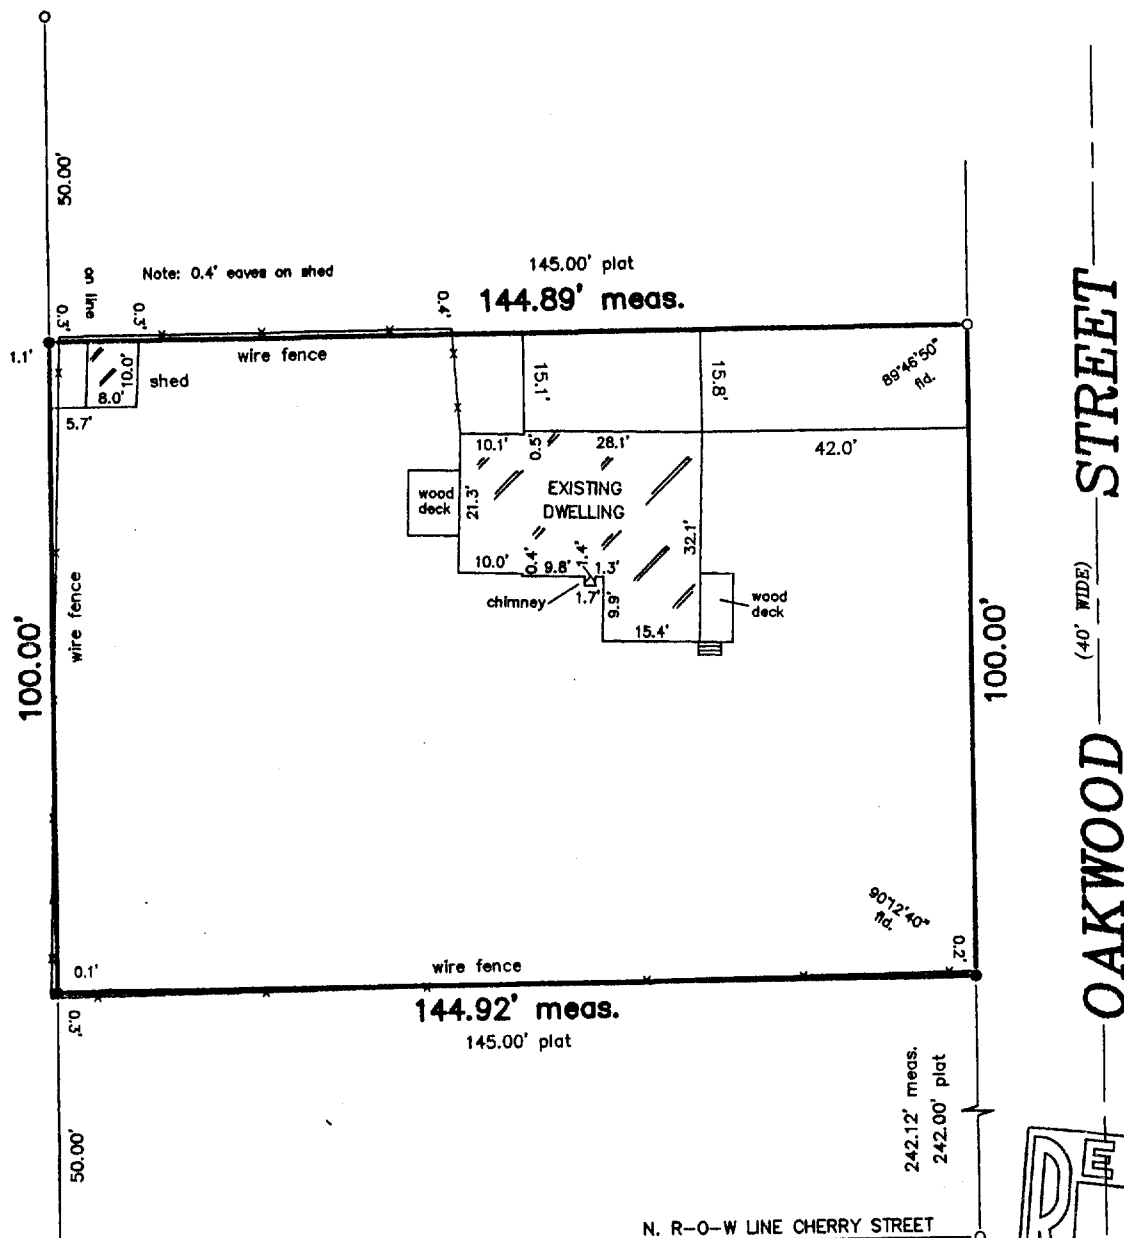 50.00'
on line
Note: 0.4' eaves on shed
145.00' plat
144.89' meas.
0.3'
0.3'
0.4'
1.1'
wire fence
shed
10.0'
8.0'
5.7'
15.1'
15.8'
89°46'50"
fld.
10.1'
0.5'
28.1'
42.0'
wood
deck
21.3'
EXISTING
DWELLING
32.1'
10.0'
0.4'
9.8'
1.4'
1.3'
chimney
1.7'
9.9'
15.4'
wood
deck
wire fence
100.00'
100.00'
OAKWOOD (40' WIDE) STREET
90°12'40"
fld.
0.2'
0.1'
wire fence
0.3'
144.92' meas.
145.00' plat
242.12' meas.
242.00' plat
50.00'
N. R-O-W LINE CHERRY STREET